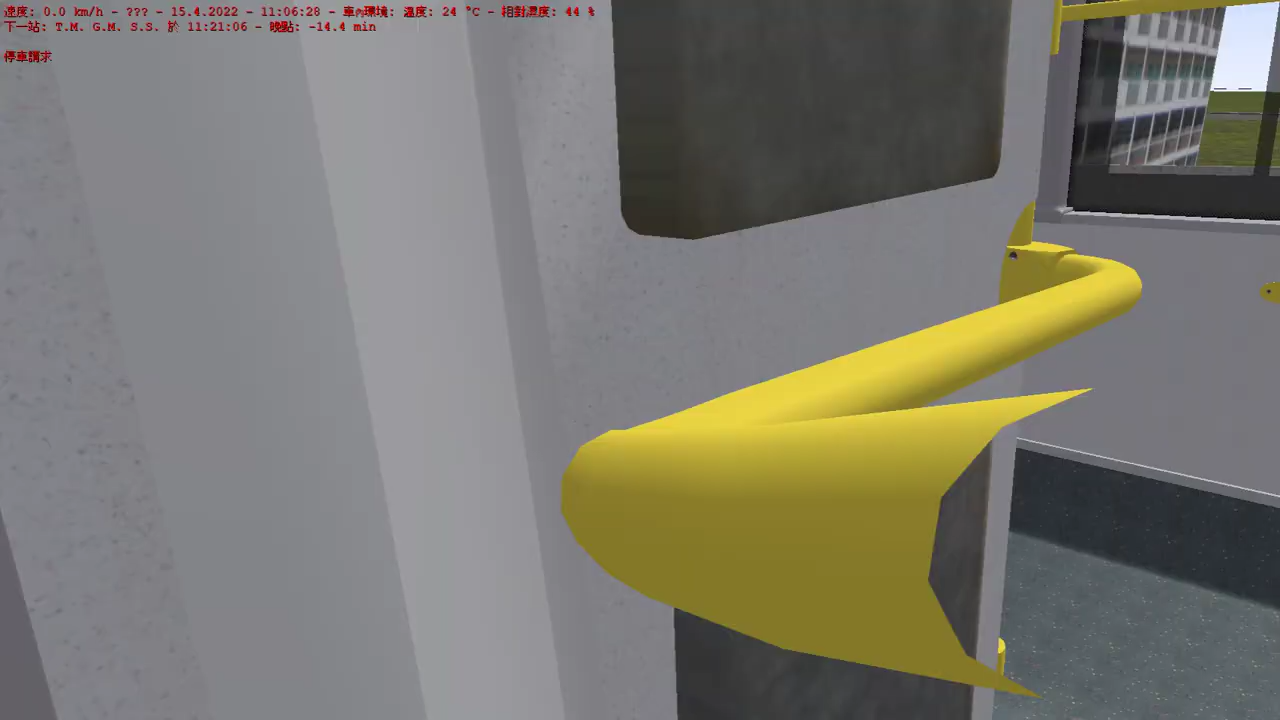 速度: 0.0 km/h - ??? - 15.4.2022 - 11:06:28 - 車內環境: 溫度: 24 °C - 相對濕度: 44 %
下一站: T.M. G.M. S.S. 於 11:21:06 - 晚點: -14.4 min
停車請求